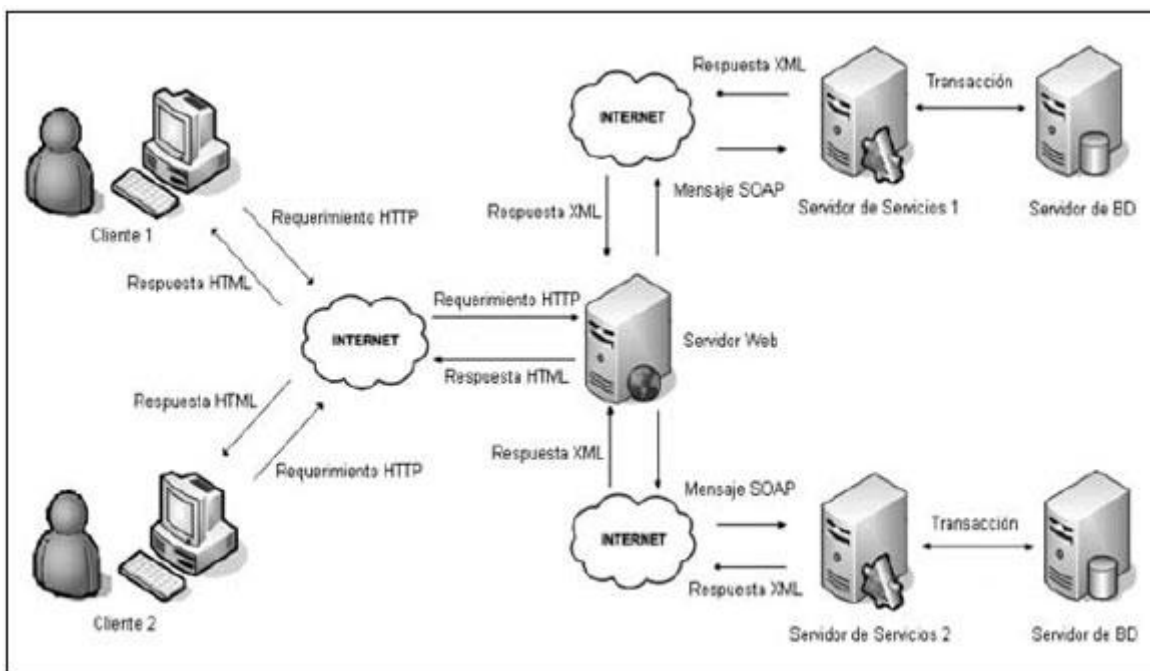 Respuesta XML
Transacción
INTERNET
Mensaje SOAP
Servidor de Servicios 1
Servidor de BD
Requerimiento HTTP
Respuesta XML
Cliente 1
Respuesta HTML
Requerimiento HTTP
INTERNET
Servidor Web
Respuesta HTML
Respuesta HTML
Respuesta XML
Requerimiento HTTP
Mensaje SOAP
Transacción
INTERNET
Respuesta XML
Cliente 2
Servidor de Servicios 2
Servidor de BD